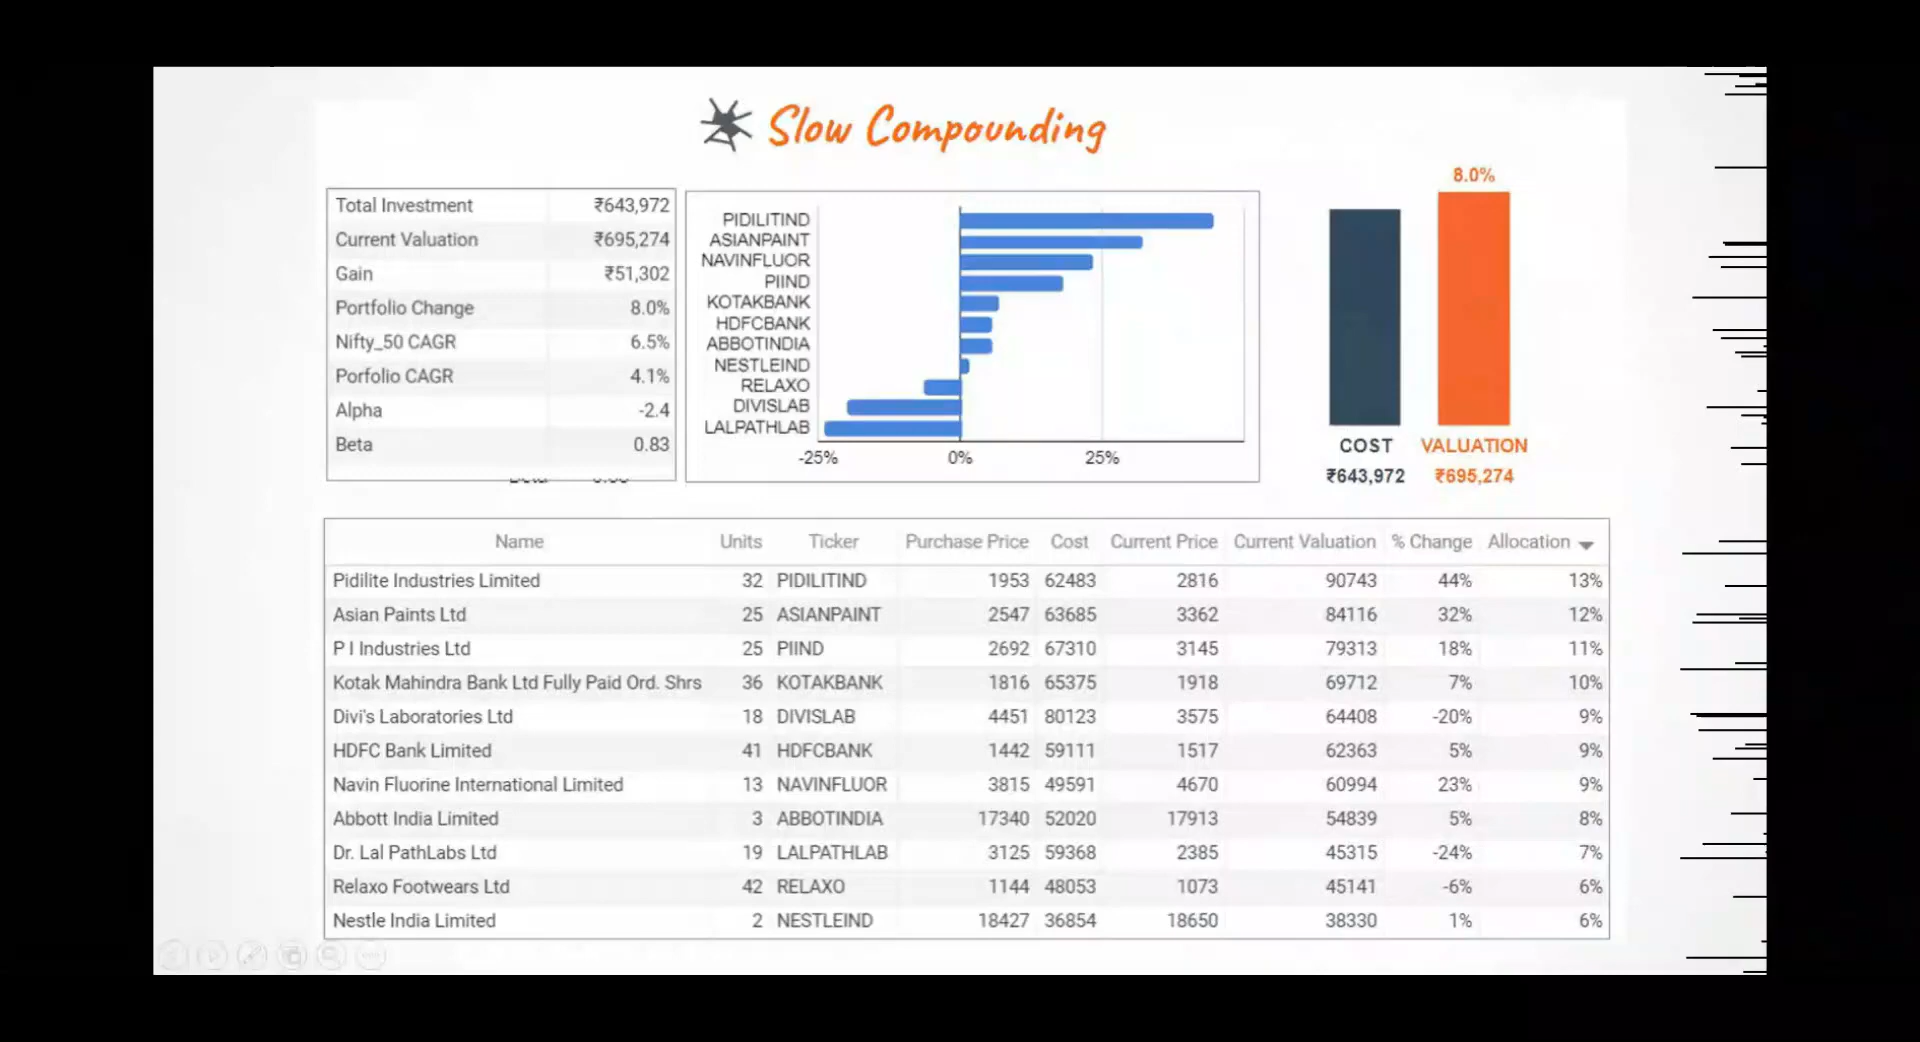 Slow Compounding
Total Investment ₹643,972
Current Valuation ₹695,274
Gain ₹51,302
Portfolio Change 8.0%
Nifty_50 CAGR 6.5%
Porfolio CAGR 4.1%
Alpha -2.4
Beta 0.83
PIDILITIND
ASIANPAINT
NAVINFLUOR
PIIND
KOTAKBANK
HDFCBANK
ABBOTINDIA
NESTLEIND
RELAXO
DIVISLAB
LALPATHLAB
-25% 0% 25%
8.0%
COST VALUATION
₹643,972 ₹695,274
Name Units Ticker Purchase Price Cost Current Price Current Valuation % Change Allocation
Pidilite Industries Limited 32 PIDILITIND 1953 62483 2816 90743 44% 13%
Asian Paints Ltd 25 ASIANPAINT 2547 63685 3362 84116 32% 12%
P I Industries Ltd 25 PIIND 2692 67310 3145 79313 18% 11%
Kotak Mahindra Bank Ltd Fully Paid Ord. Shrs 36 KOTAKBANK 1816 65375 1918 69712 7% 10%
Divi's Laboratories Ltd 18 DIVISLAB 4451 80123 3575 64408 -20% 9%
HDFC Bank Limited 41 HDFCBANK 1442 59111 1517 62363 5% 9%
Navin Fluorine International Limited 13 NAVINFLUOR 3815 49591 4670 60994 23% 9%
Abbott India Limited 3 ABBOTINDIA 17340 52020 17913 54839 5% 8%
Dr. Lal PathLabs Ltd 19 LALPATHLAB 3125 59368 2385 45315 -24% 7%
Relaxo Footwears Ltd 42 RELAXO 1144 48053 1073 45141 -6% 6%
Nestle India Limited 2 NESTLEIND 18427 36854 18650 38330 1% 6%